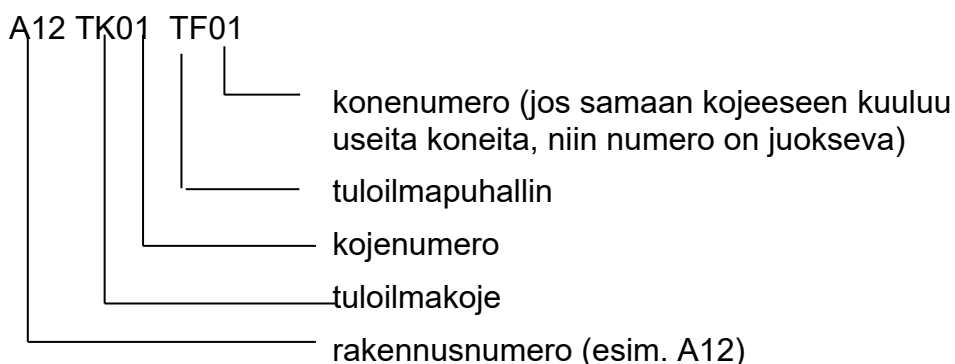 A12 TK01 TF01
konenumero (jos samaan kojeeseen kuuluu
useita koneita, niin numero on juokseva)
tuloilmapuhallin
kojenumero
tuloilmakoje
rakennusnumero (esim. A12)